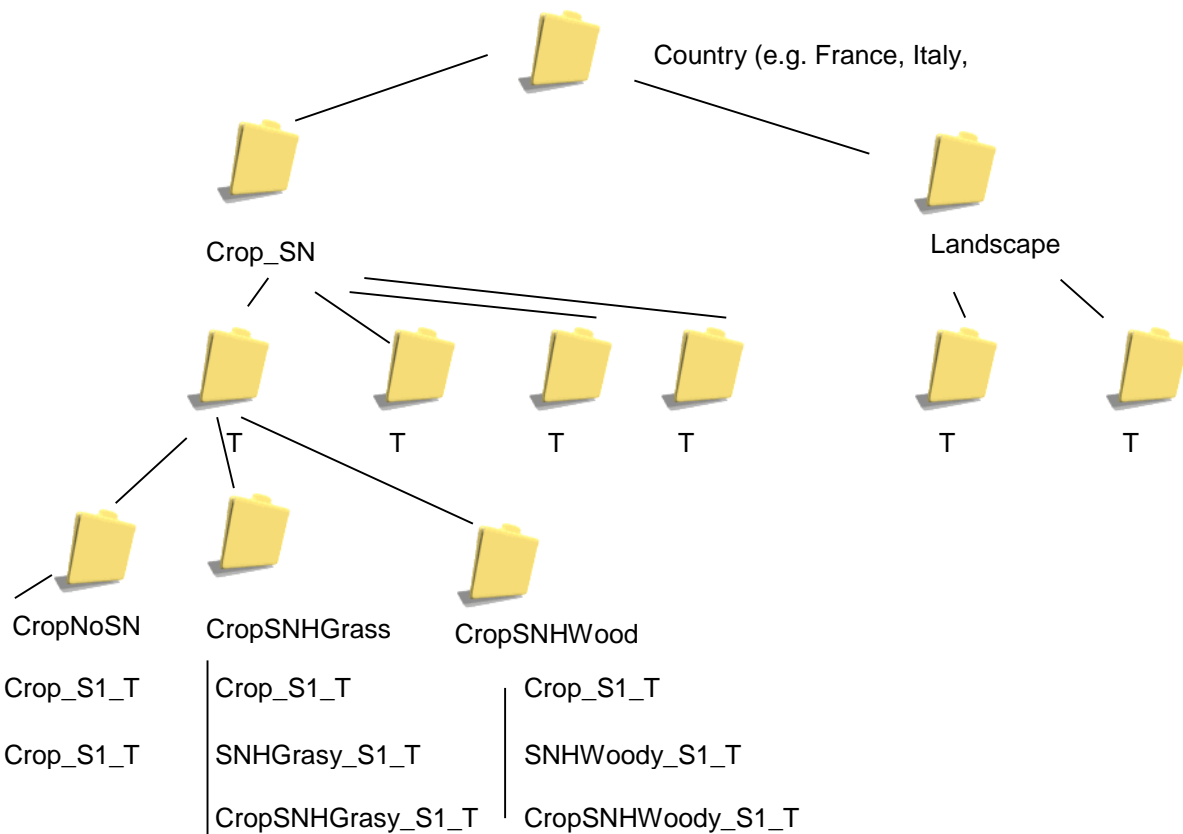 Country (e.g. France, Italy,
Crop_SN
Landscape
T T T T T T
CropNoSN CropSNHGrass CropSNHWood
Crop_S1_T Crop_S1_T Crop_S1_T
Crop_S1_T SNHGrasy_S1_T SNHWoody_S1_T
CropSNHGrasy_S1_T CropSNHWoody_S1_T